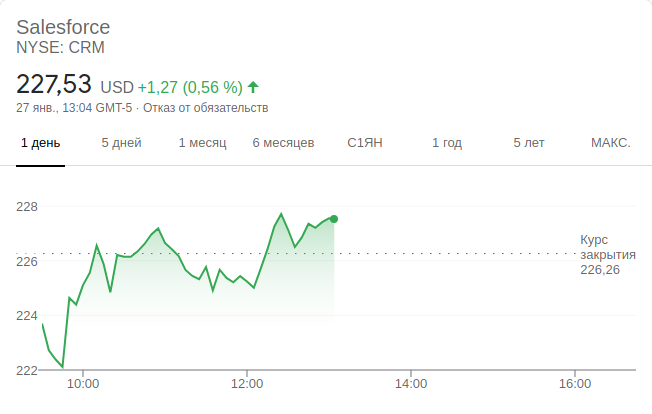 Salesforce
NYSE: CRM
227,53 USD +1,27 (0,56 %)
27 янв., 13:04 GMT-5 · Отказ от обязательств
1 день 5 дней 1 месяц 6 месяцев С1ЯН 1 год 5 лет МАКС.
228
226
224
222
Курс
закрытия
226,26
10:00 12:00 14:00 16:00